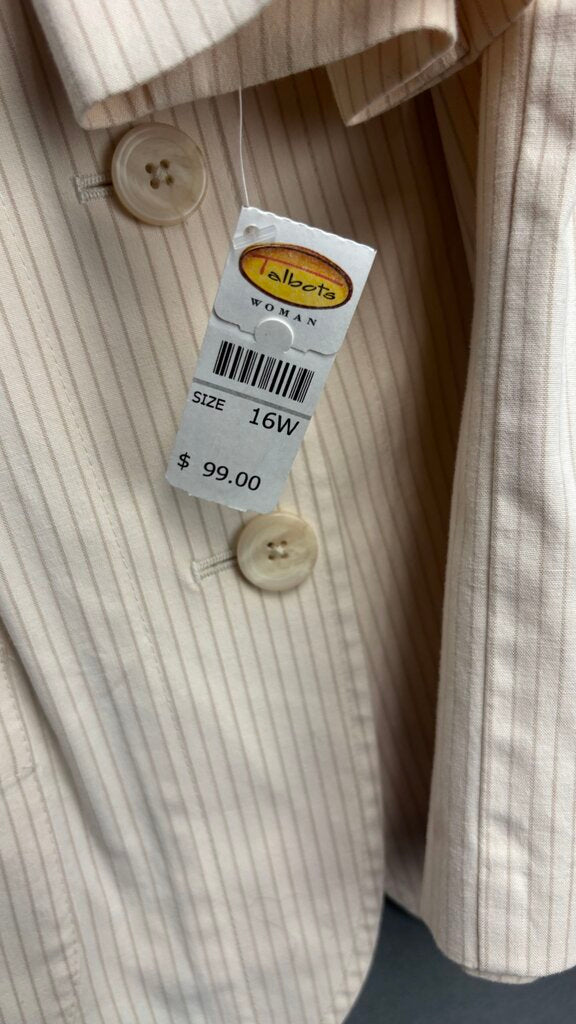 Talbots
WOMAN
SIZE 16W
$ 99.00